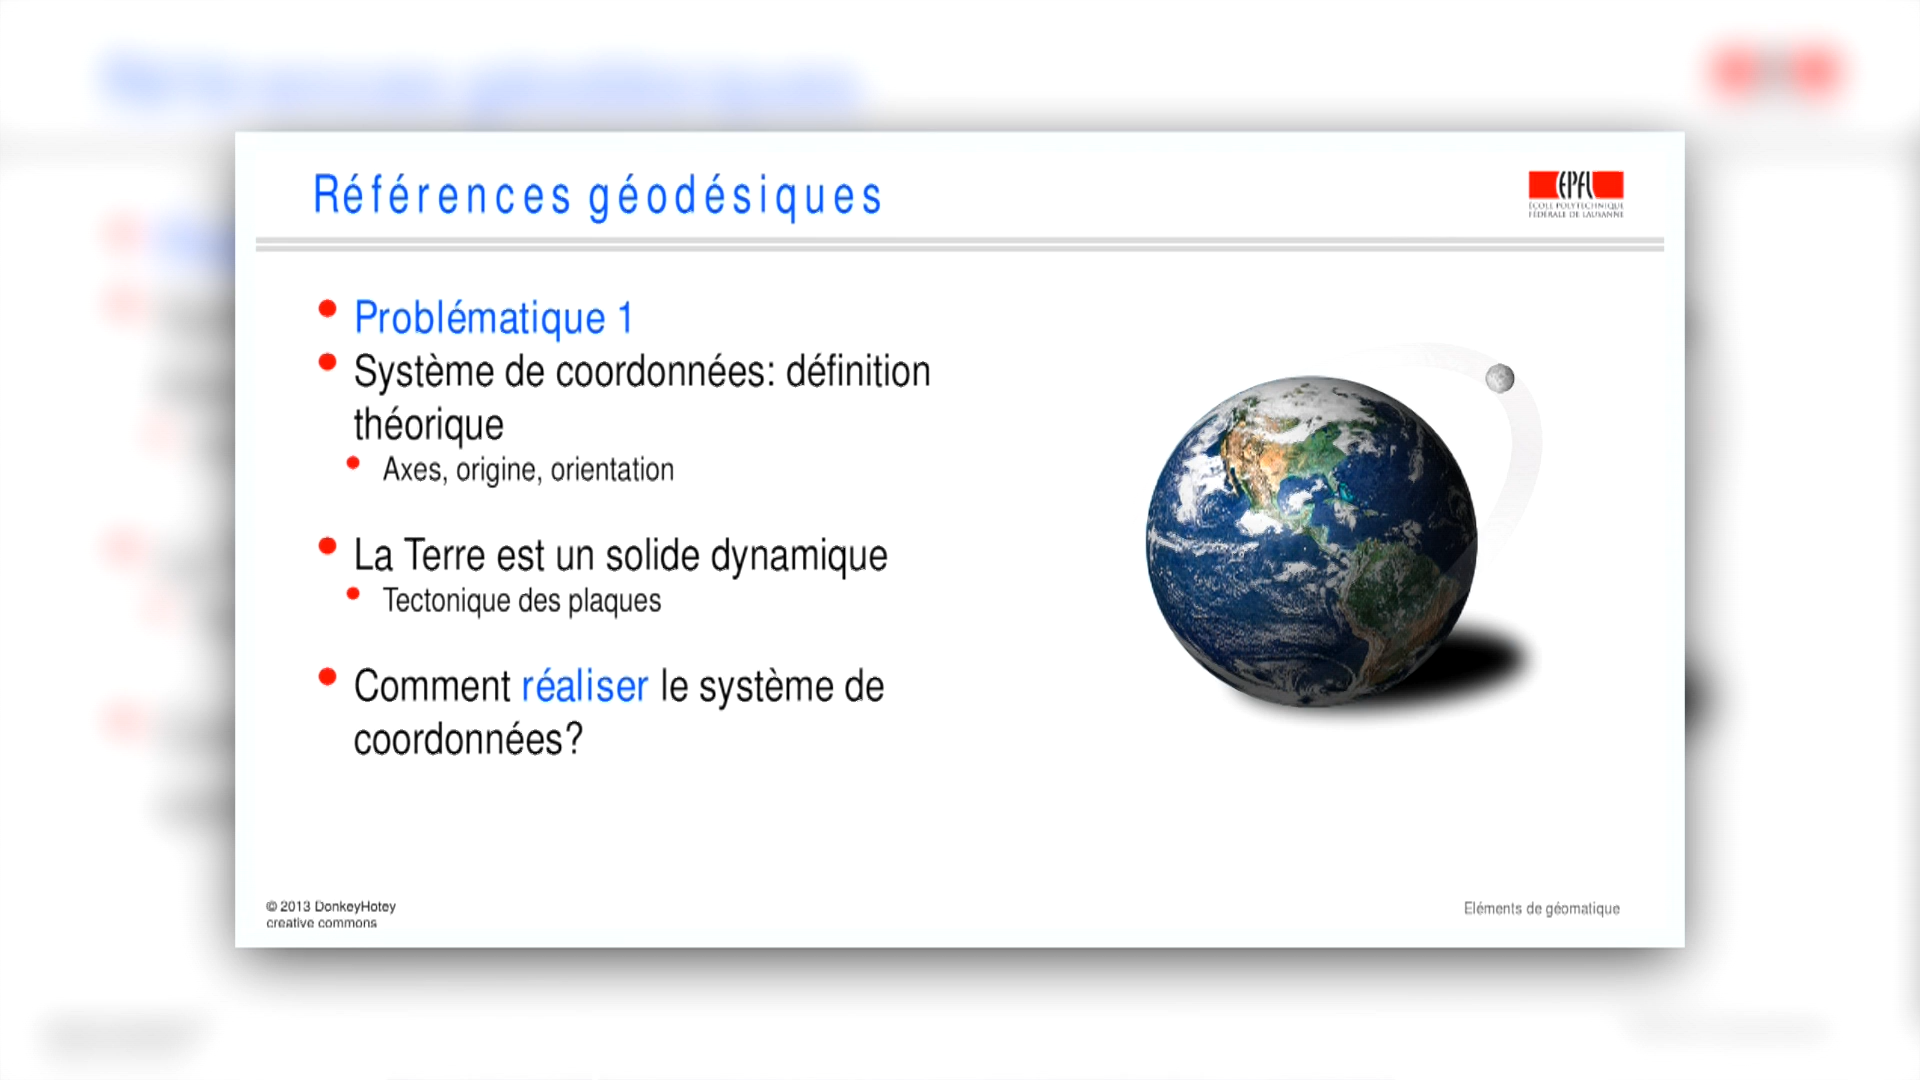 Références géodésiques
EPFL
ÉCOLE POLYTECHNIQUE
FÉDÉRALE DE LAUSANNE
Problématique 1
Système de coordonnées: définition
théorique
Axes, origine, orientation
La Terre est un solide dynamique
Tectonique des plaques
Comment réaliser le système de
coordonnées?
© 2013 DonkeyHotey
creative commons
Eléments de géomatique